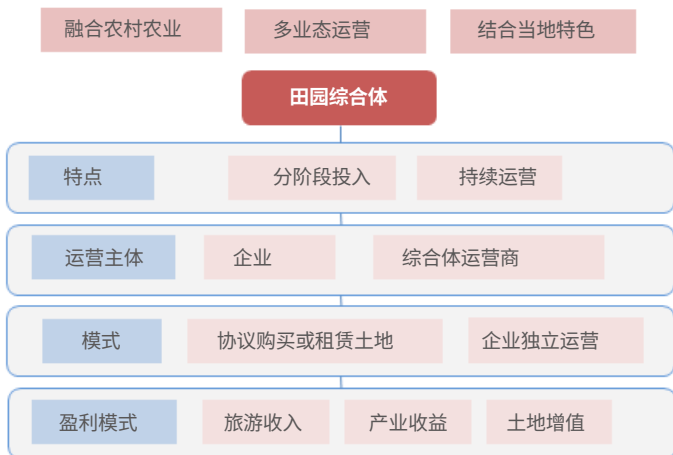 融合农村农业 多业态运营 结合当地特色
田园综合体
特点 分阶段投入 持续运营
运营主体 企业 综合体运营商
模式 协议购买或租赁土地 企业独立运营
盈利模式 旅游收入 产业收益 土地增值